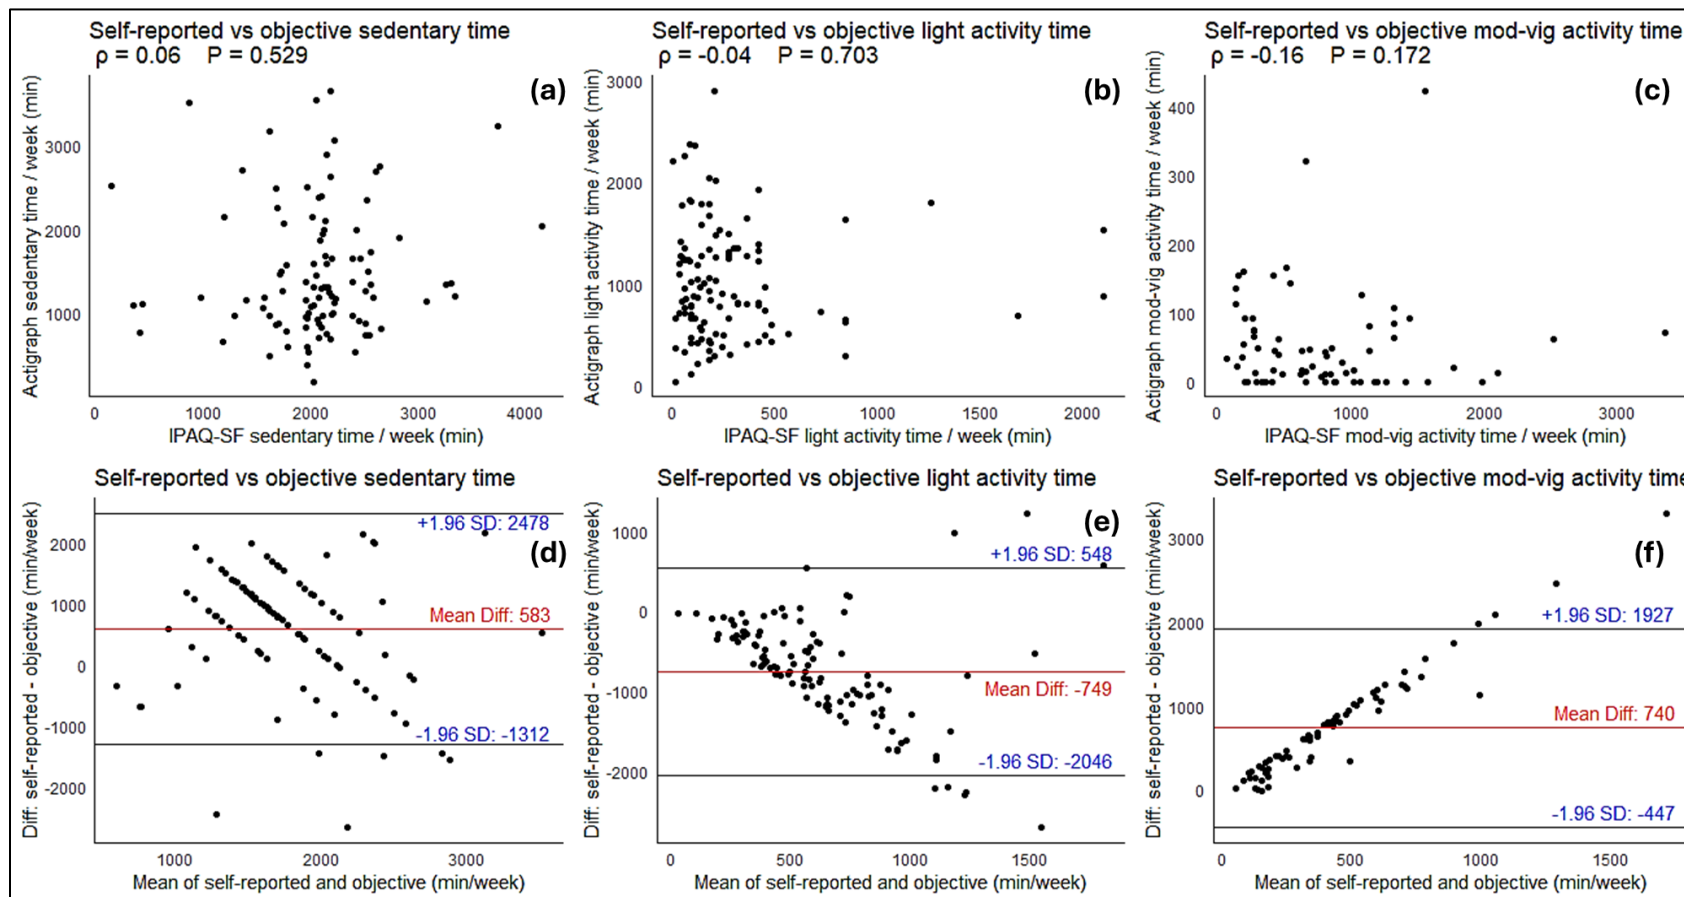 Self-reported vs objective sedentary time
ρ = 0.06 P = 0.529
(a)
Actigraph sedentary time / week (min)
3000
2000
1000
0 1000 2000 3000 4000
IPAQ-SF sedentary time / week (min)
Self-reported vs objective light activity time
ρ = -0.04 P = 0.703
(b)
Actigraph light activity time / week (min)
3000
2000
1000
0
0 500 1000 1500 2000
IPAQ-SF light activity time / week (min)
Self-reported vs objective mod-vig activity time
ρ = -0.16 P = 0.172
(c)
Actigraph mod-vig activity time / week (min)
400
300
200
100
0
0 1000 2000 3000
IPAQ-SF mod-vig activity time / week (min)
Self-reported vs objective sedentary time
+1.96 SD: 2478
(d)
Mean Diff: 583
-1.96 SD: -1312
Diff: self-reported - objective (min/week)
2000
1000
0
-1000
-2000
1000 2000 3000
Mean of self-reported and objective (min/week)
Self-reported vs objective light activity time
(e)
+1.96 SD: 548
Mean Diff: -749
-1.96 SD: -2046
Diff: self-reported - objective (min/week)
1000
0
-1000
-2000
0 500 1000 1500
Mean of self-reported and objective (min/week)
Self-reported vs objective mod-vig activity time
(f)
+1.96 SD: 1927
Mean Diff: 740
-1.96 SD: -447
Diff: self-reported - objective (min/week)
3000
2000
1000
0
0 500 1000 1500
Mean of self-reported and objective (min/week)